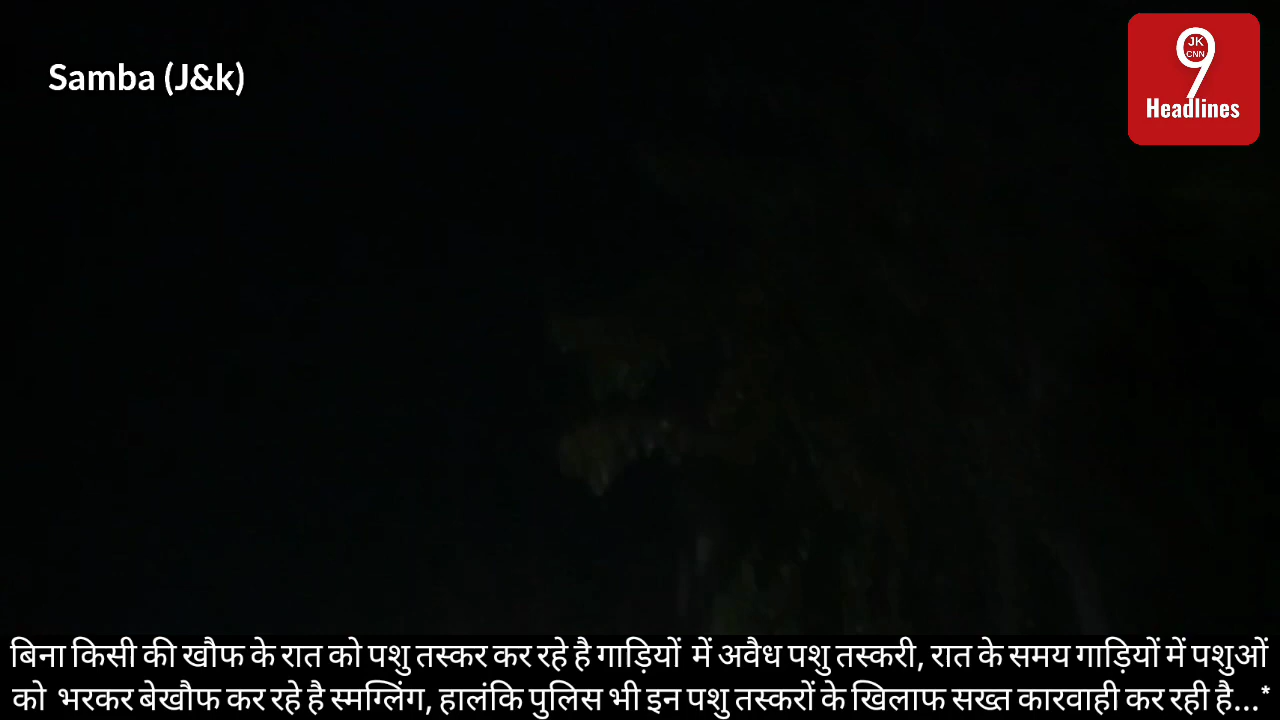 Samba (J&k)
JK
CNN
9
Headlines
बिना किसी की खौफ के रात को पशु तस्कर कर रहे है गाड़ियों  में अवैध पशु तस्करी, रात के समय गाड़ियों में पशुओं
को  भरकर बेखौफ कर रहे है स्मग्लिंग, हालंकि पुलिस भी इन पशु तस्करों के खिलाफ सख्त कारवाही कर रही है...*